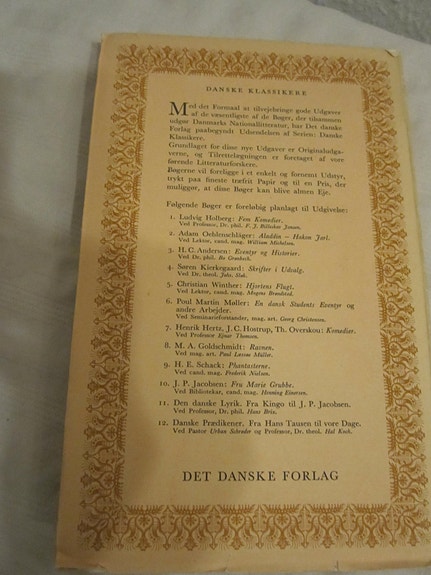 DANSKE KLASSIKERE
Med det Formaal at tilvejebringe gode Udgaver
af de væsentligste af de Bøger, der tilsammen
udgør Danmarks Nationallitteratur, har Det danske
Forlag paabegyndt Udsendelsen af Serien: Danske
Klassikere.
Grundlaget for disse nye Udgaver er Originaludga-
verne, og Tilrettelægningen er foretaget af vore
førende Litteraturforskere.
Bøgerne vil foreligge i et enkelt og fornemt Udstyr,
trykt paa fineste træfrit Papir og til en Pris, der
muliggør, at disse Bøger kan blive almen Eje.
Følgende Bøger er foreløbig planlagt til Udgivelse:
1. Ludvig Holberg: Fem Komedier.
Ved Professor, Dr. phil. F. J. Billeskov Jansen.
2. Adam Oehlenschläger: Aladdin – Hakon Jarl.
Ved Lektor, cand. mag. William Michelsen.
3. H. C. Andersen: Eventyr og Historier.
Ved Dr. phil. Bo Grønbech.
4. Søren Kierkegaard: Skrifter i Udvalg.
Ved Dr. theol. Johs. Sløk.
5. Christian Winther: Hjortens Flugt.
Ved Lektor, cand. mag. Mogens Brøndsted.
6. Poul Martin Møller: En dansk Students Eventyr og
andre Arbejder.
Ved Seminarieforstander, mag. art. Georg Christensen.
7. Henrik Hertz, J. C. Hostrup, Th. Overskou: Komedier.
Ved Professor Ejnar Thomsen.
8. M. A. Goldschmidt: Ravnen.
Ved mag. art. Paul Læssøe Müller.
9. H. E. Schack: Phantasterne.
Ved cand. mag. Frederik Nielsen.
10. J. P. Jacobsen: Fru Marie Grubbe.
Ved Bibliotekar, cand. mag. Henning Einersen.
11. Den danske Lyrik. Fra Kingo til J. P. Jacobsen.
Ved Professor, Dr. phil. Hans Brix.
12. Danske Prædikener. Fra Hans Tausen til vore Dage.
Ved Pastor Urban Schrøder og Professor, Dr. theol. Hal Koch.
DET DANSKE FORLAG